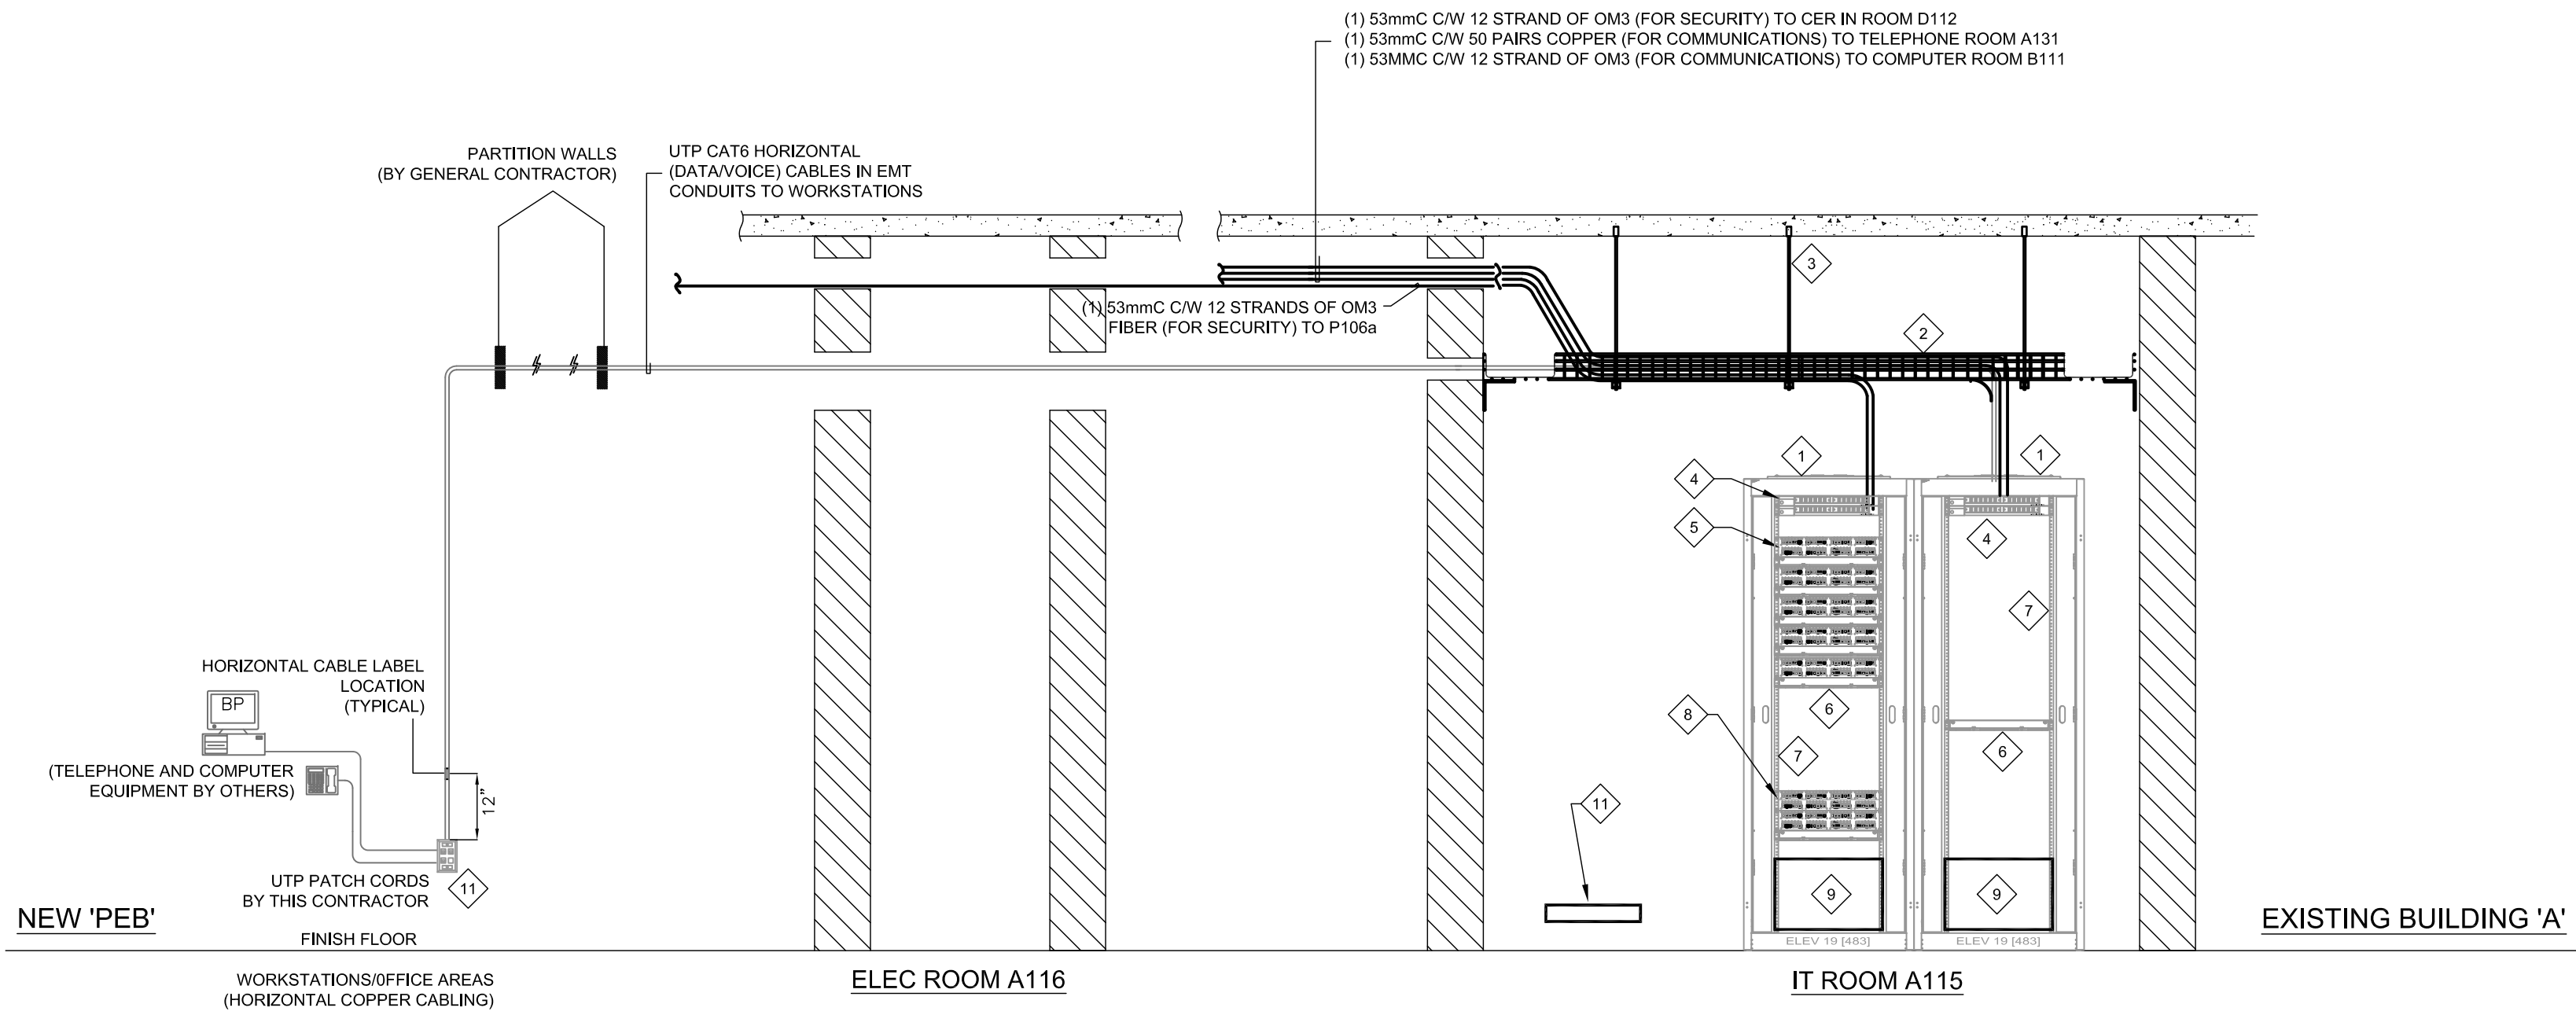 (1) 53mmC C/W 12 STRAND OF OM3 (FOR SECURITY) TO CER IN ROOM D112
(1) 53mmC C/W 50 PAIRS COPPER (FOR COMMUNICATIONS) TO TELEPHONE ROOM A131
(1) 53MMC C/W 12 STRAND OF OM3 (FOR COMMUNICATIONS) TO COMPUTER ROOM B111
PARTITION WALLS
(BY GENERAL CONTRACTOR)
UTP CAT6 HORIZONTAL
(DATA/VOICE) CABLES IN EMT
CONDUITS TO WORKSTATIONS
3
(1) 53mmC C/W 12 STRANDS OF OM3
FIBER (FOR SECURITY) TO P106a
2
1
1
4
5
4
7
6
8
7
6
11
9
9
HORIZONTAL CABLE LABEL
LOCATION
(TYPICAL)
BP
(TELEPHONE AND COMPUTER
EQUIPMENT BY OTHERS)
12"
UTP PATCH CORDS
BY THIS CONTRACTOR
11
NEW 'PEB'
EXISTING BUILDING 'A'
FINISH FLOOR
ELEV 19 [483]
ELEV 19 [483]
WORKSTATIONS/0FFICE AREAS
(HORIZONTAL COPPER CABLING)
ELEC ROOM A116
IT ROOM A115